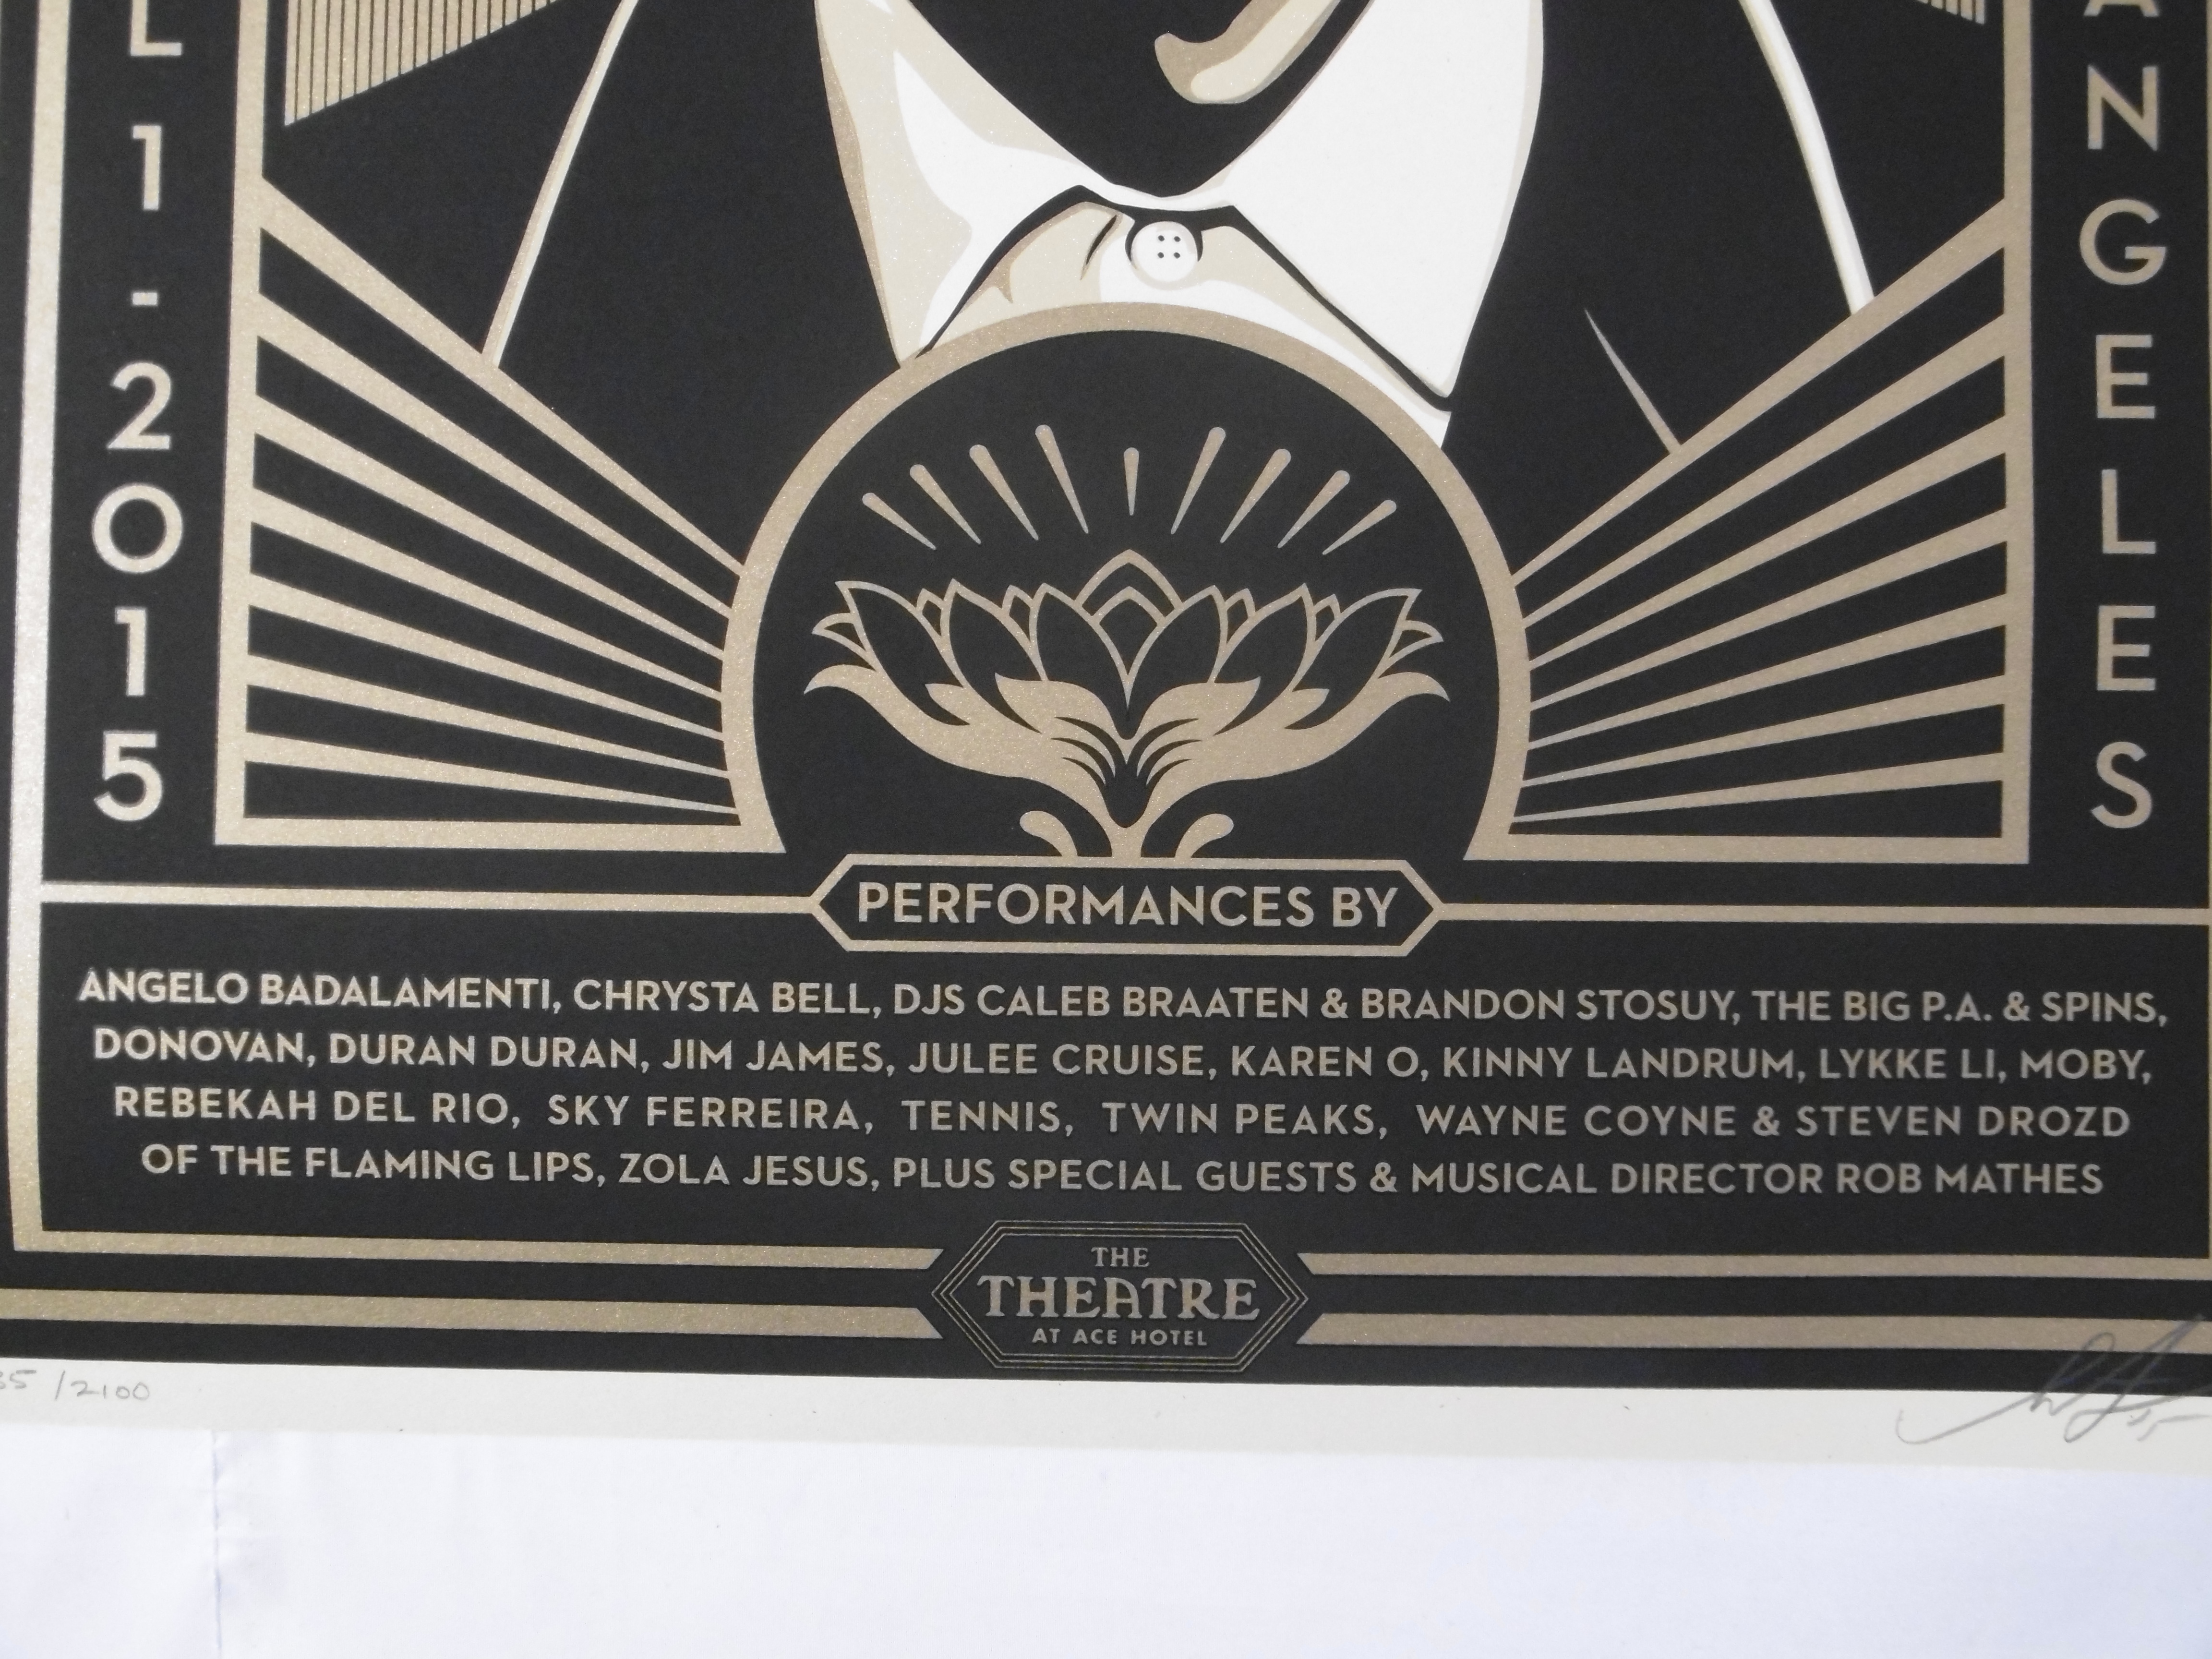 L 1 - 2015
ANGELES
PERFORMANCES BY
ANGELO BADALAMENTI, CHRYSTA BELL, DJS CALEB BRAATEN & BRANDON STOSUY, THE BIG P.A. & SPINS,
DONOVAN, DURAN DURAN, JIM JAMES, JULEE CRUISE, KAREN O, KINNY LANDRUM, LYKKE LI, MOBY,
REBEKAH DEL RIO, SKY FERREIRA, TENNIS, TWIN PEAKS, WAYNE COYNE & STEVEN DROZD
OF THE FLAMING LIPS, ZOLA JESUS, PLUS SPECIAL GUESTS & MUSICAL DIRECTOR ROB MATHES
THE
THEATRE
AT ACE HOTEL
35 /2100